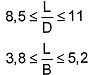 8,5 ≤ L/D ≤ 11
3,8 ≤ L/B ≤ 5,2